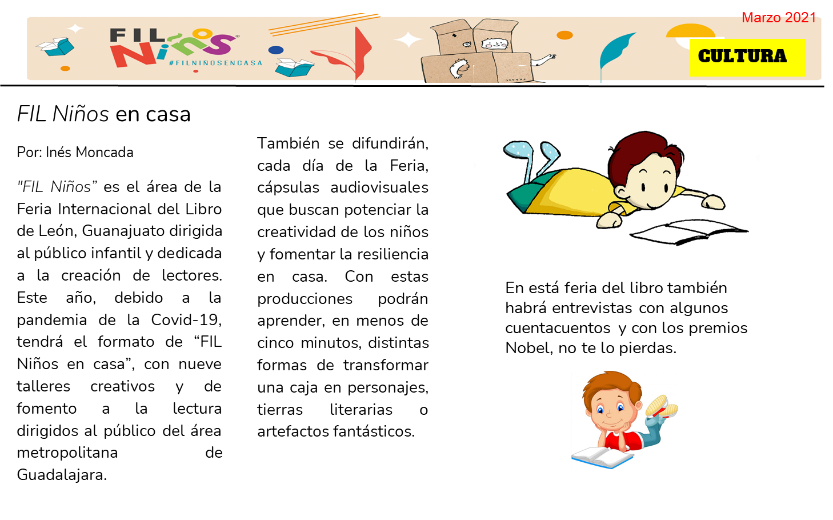 Marzo 2021
FIL
Niños
#FILNIÑOSENCASA
CULTURA
FIL Niños en casa
Por: Inés Moncada
"FIL Niños” es el área de la
Feria Internacional del Libro
de León, Guanajuato dirigida
al público infantil y dedicada
a la creación de lectores.
Este año, debido a la
pandemia de la Covid-19,
tendrá el formato de “FIL
Niños en casa”, con nueve
talleres creativos y de
fomento a la lectura
dirigidos al público del área
metropolitana de
Guadalajara.
También se difundirán,
cada día de la Feria,
cápsulas audiovisuales
que buscan potenciar la
creatividad de los niños
y fomentar la resiliencia
en casa. Con estas
producciones podrán
aprender, en menos de
cinco minutos, distintas
formas de transformar
una caja en personajes,
tierras literarias o
artefactos fantásticos.
En está feria del libro también
habrá entrevistas con algunos
cuentacuentos y con los premios
Nobel, no te lo pierdas.